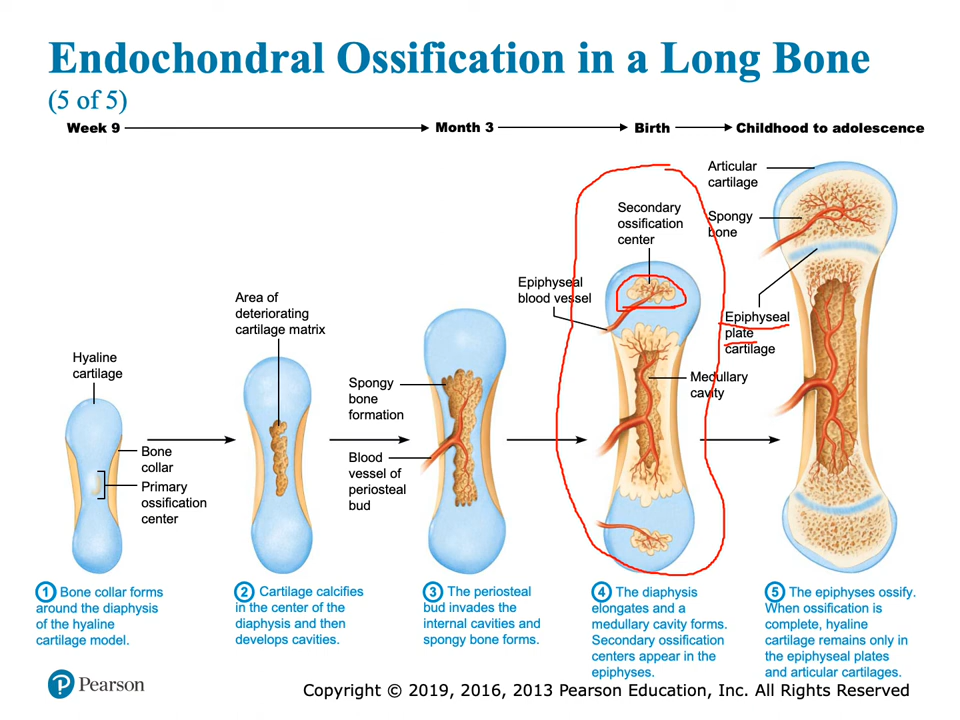 Endochondral Ossification in a Long Bone
(5 of 5)
Week 9
Month 3
Birth
Childhood to adolescence
Articular
cartilage
Secondary
ossification
center
Spongy
bone
Epiphyseal
blood vessel
Area of
deteriorating
cartilage matrix
Epiphyseal
plate
cartilage
Hyaline
cartilage
Spongy
bone
formation
Medullary
cavity
Bone
collar
Blood
vessel of
periosteal
bud
Primary
ossification
center
1 Bone collar forms
around the diaphysis
of the hyaline
cartilage model.
2 Cartilage calcifies
in the center of the
diaphysis and then
develops cavities.
3 The periosteal
bud invades the
internal cavities and
spongy bone forms.
4 The diaphysis
elongates and a
medullary cavity forms.
Secondary ossification
centers appear in the
epiphyses.
5 The epiphyses ossify.
When ossification is
complete, hyaline
cartilage remains only in
the epiphyseal plates
and articular cartilages.
P Pearson
Copyright © 2019, 2016, 2013 Pearson Education, Inc. All Rights Reserved